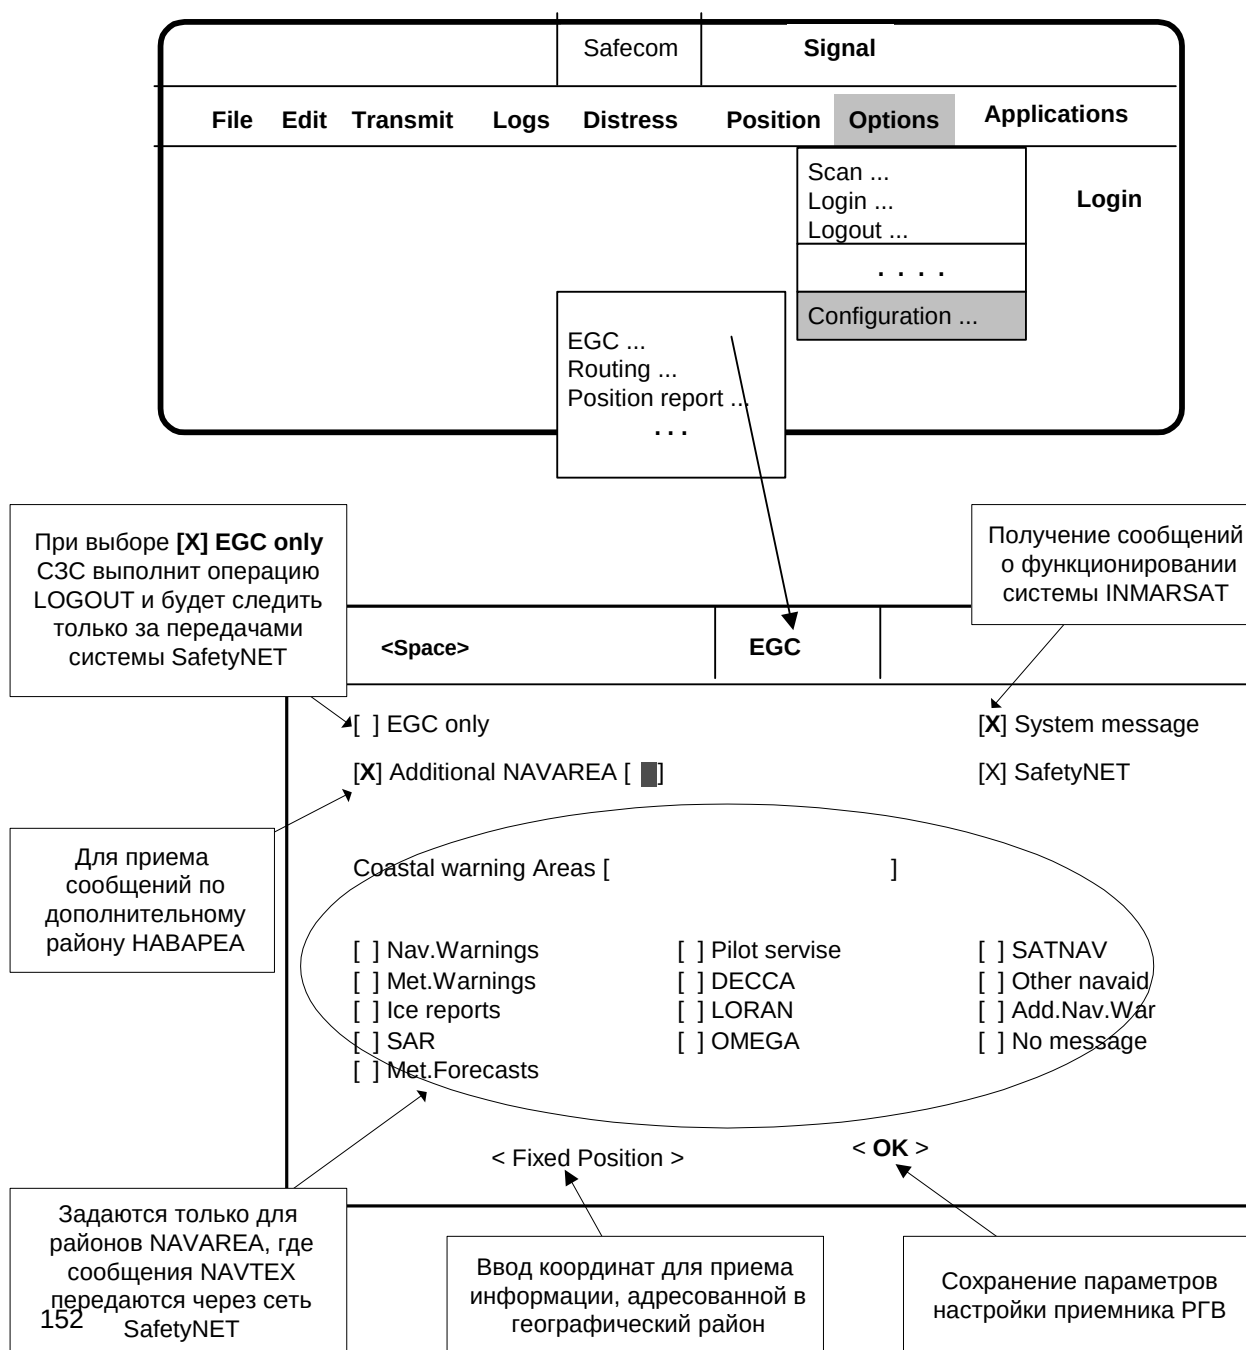 Safecom Signal
File Edit Transmit Logs Distress Position Options Applications
Scan ...
Login ...
Logout ...
. . . .
Configuration ...
Login
EGC ...
Routing ...
Position report ...
. . .
При выборе [X] EGC only
СЗС выполнит операцию
LOGOUT и будет следить
только за передачами
системы SafetyNET
Получение сообщений
о функционировании
системы INMARSAT
<Space> EGC
[ ] EGC only [X] System message
[X] Additional NAVAREA [ ] [X] SafetyNET
Для приема
сообщений по
дополнительному
району НАВАРЕА
Coastal warning Areas [ ]
[ ] Nav.Warnings [ ] Pilot servise [ ] SATNAV
[ ] Met.Warnings [ ] DECCA [ ] Other navaid
[ ] Ice reports [ ] LORAN [ ] Add.Nav.War
[ ] SAR [ ] OMEGA [ ] No message
[ ] Met.Forecasts
< Fixed Position > < OK >
Задаются только для
районов NAVAREA, где
сообщения NAVTEX
передаются через сеть
SafetyNET
Ввод координат для приема
информации, адресованной в
географический район
Сохранение параметров
настройки приемника РГВ
152